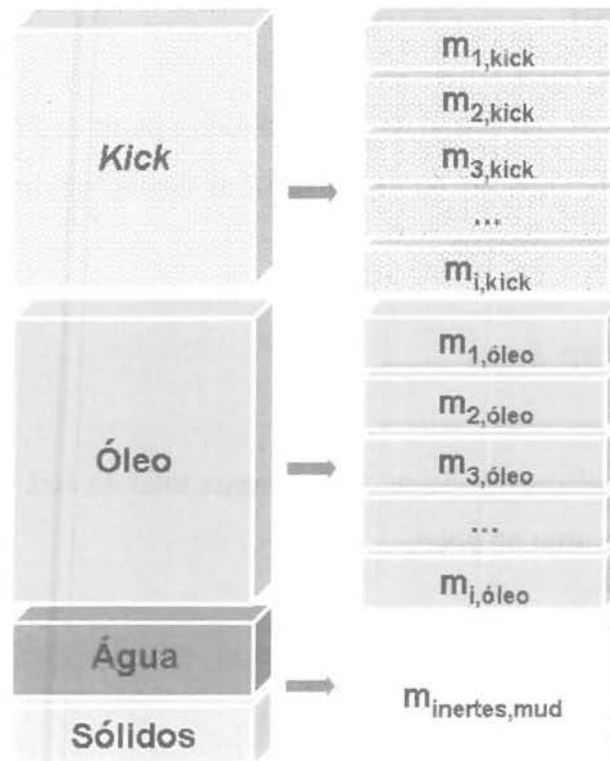 Kick
m1,kick
m2,kick
m3,kick
...
mi,kick
Óleo
m1,óleo
m2,óleo
m3,óleo
...
mi,óleo
Água
Sólidos
minertes,mud